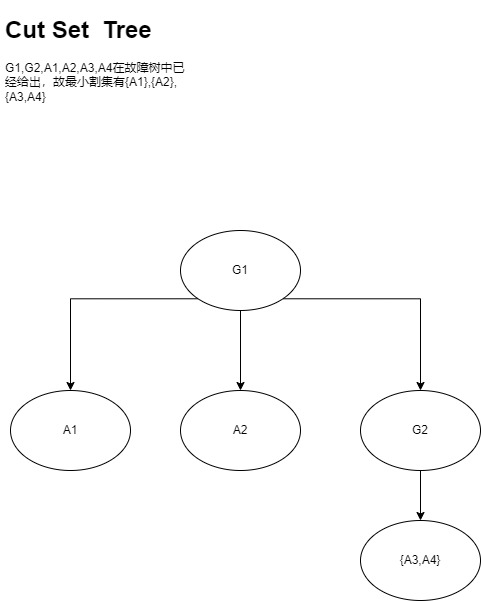 Cut Set Tree
G1,G2,A1,A2,A3,A4在故障树中已
经给出，故最小割集有{A1},{A2},
{A3,A4}
G1
A1
A2
G2
{A3,A4}